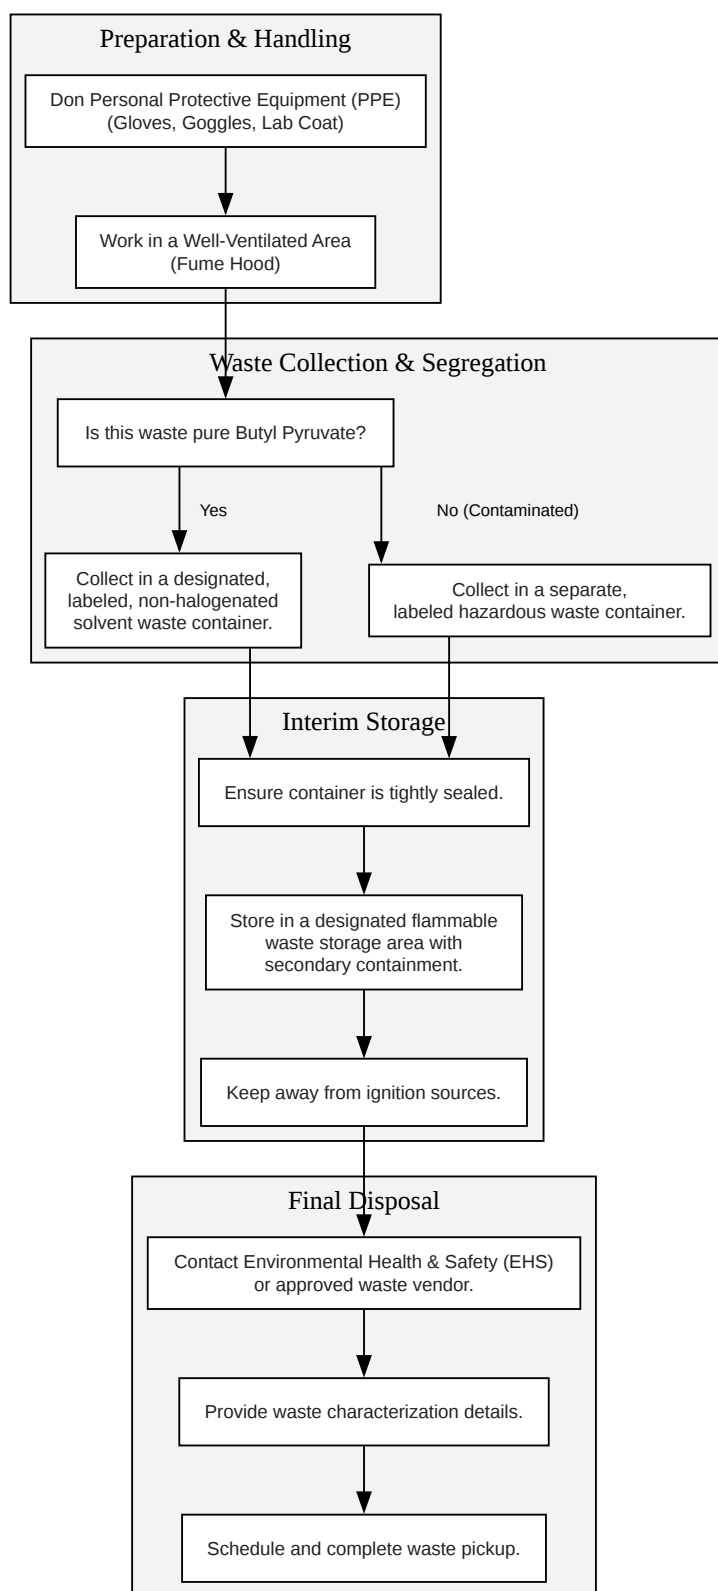 Preparation & Handling
Don Personal Protective Equipment (PPE)
(Gloves, Goggles, Lab Coat)
Work in a Well-Ventilated Area
(Fume Hood)
Waste Collection & Segregation
Is this waste pure Butyl Pyruvate?
Yes
No (Contaminated)
Collect in a designated,
labeled, non-halogenated
solvent waste container.
Collect in a separate,
labeled hazardous waste container.
Interim Storage
Ensure container is tightly sealed.
Store in a designated flammable
waste storage area with
secondary containment.
Keep away from ignition sources.
Final Disposal
Contact Environmental Health & Safety (EHS)
or approved waste vendor.
Provide waste characterization details.
Schedule and complete waste pickup.